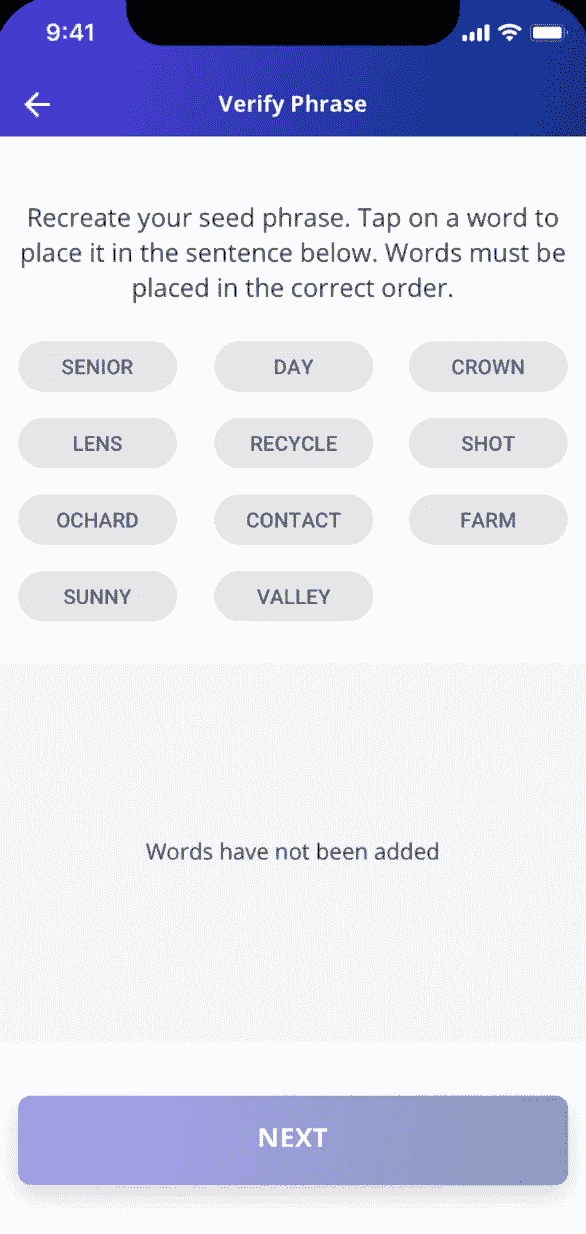 9:41
Verify Phrase
Recreate your seed phrase. Tap on a word to
place it in the sentence below. Words must be
placed in the correct order.
SENIOR DAY CROWN
LENS RECYCLE SHOT
OCHARD CONTACT FARM
SUNNY VALLEY
Words have not been added
NEXT